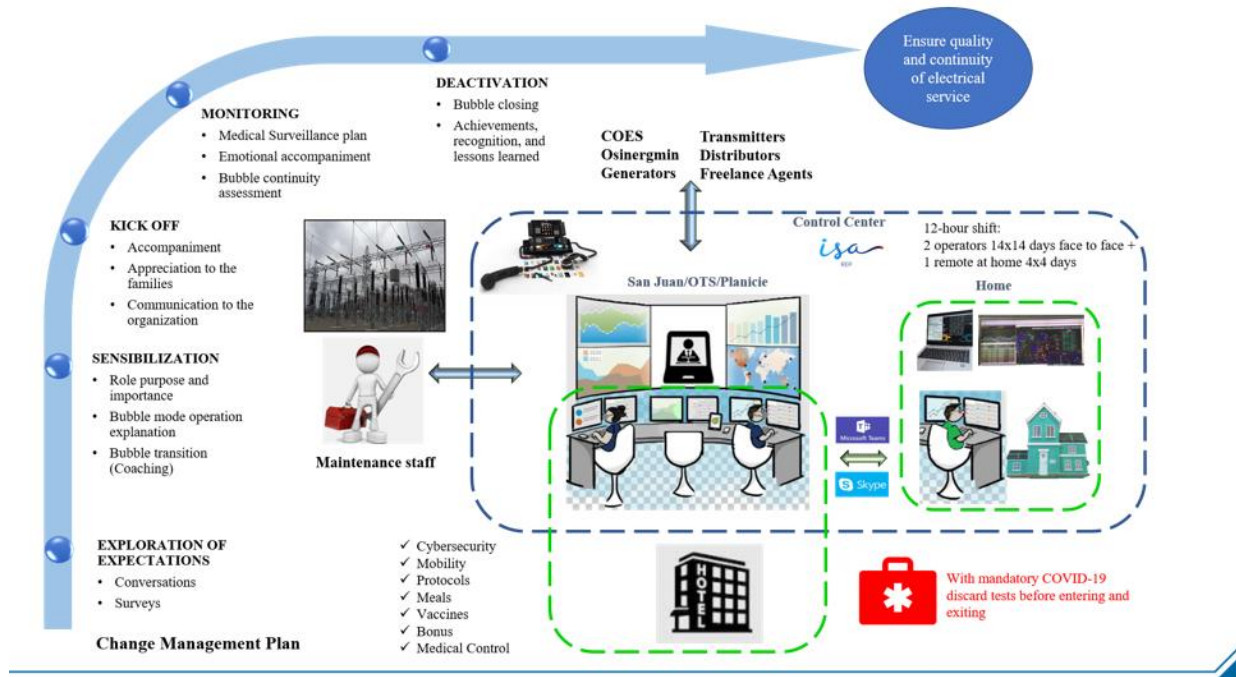 Ensure quality
and continuity
of electrical
service
DEACTIVATION
• Bubble closing
• Achievements,
recognition, and
lessons learned
MONITORING
• Medical Surveillance plan
• Emotional accompaniment
• Bubble continuity
assessment
COES
Osinergmin
Generators
Transmitters
Distributors
Freelance Agents
KICK OFF
• Accompaniment
• Appreciation to the
families
• Communication to the
organization
Control Center
isa
12-hour shift:
2 operators 14x14 days face to face +
1 remote at home 4x4 days
San Juan/OTS/Planicie
Home
SENSIBILIZATION
• Role purpose and
importance
• Bubble mode operation
explanation
• Bubble transition
(Coaching)
Maintenance staff
Microsoft Teams
Skype
EXPLORATION OF
EXPECTATIONS
• Conversations
• Surveys
✓ Cybersecurity
✓ Mobility
✓ Protocols
✓ Meals
✓ Vaccines
✓ Bonus
✓ Medical Control
HOTEL
With mandatory COVID-19
discard tests before entering and
exiting
Change Management Plan